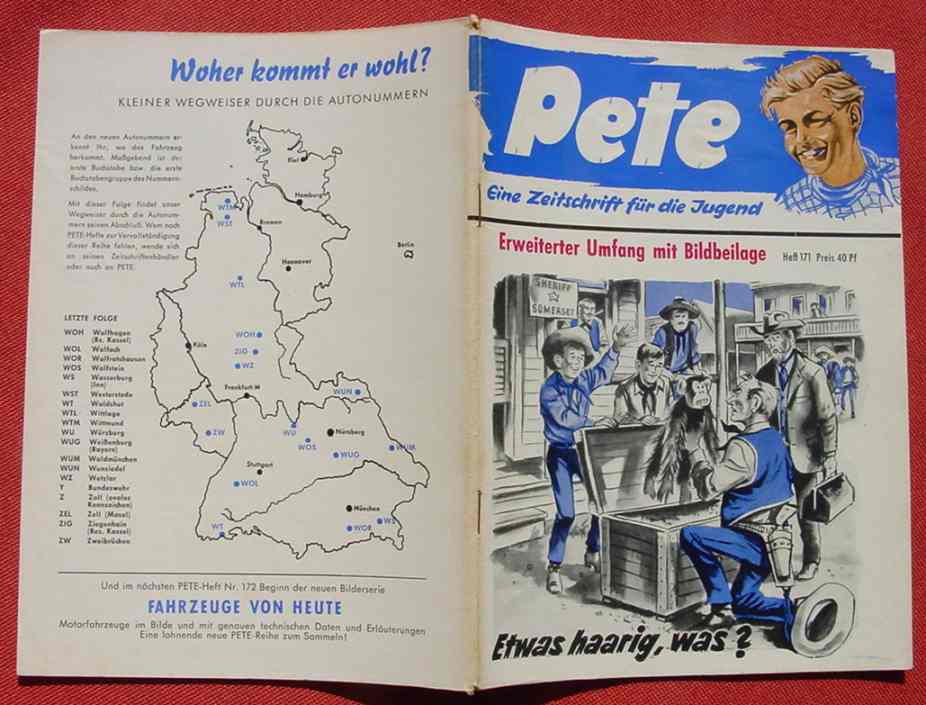 Woher kommt er wohl?
KLEINER WEGWEISER DURCH DIE AUTONUMMERN
An den neuen Autonummern er-
kennt Ihr, wo das Fahrzeug
herkommt. Maßgebend ist der
erste Buchstabe bzw. die erste
Buchstabengruppe des Nummern-
schildes.
Mit dieser Folge findet unser
Wegweiser durch die Autonum-
mern seinen Abschluß. Wem noch
PETE-Hefte zur Vervollständigung
dieser Reihe fehlen, wende sich
an seinen Zeitschriftenhändler
oder auch an PETE.
LETZTE FOLGE
WOH Wolfhagen
(Bz. Kassel)
WOL Wolfach
WOR Wolfratshausen
WOS Wolfstein
WS Wasserburg
(Inn)
WST Westerstede
WT Waldshut
WTL Wittlage
WTM Wittmund
WU Würzburg
WUG Weißenburg
(Bayern)
WUM Waldmünchen
WUN Wunsiedel
WZ Wetzlar
Y Bundeswehr
Z Zoll (ovales
Kennzeichen)
ZEL Zell (Mosel)
ZIG Ziegenhain
(Bez. Kassel)
ZW Zweibrücken
Kiel
Hamburg
WTM
WST
Bremen
Berlin
Hannover
WTL
WOH
Köln
ZIG
WZ
Frankfurt M
WUN
ZEL
ZW
WU
Nürnberg
WOS
WUG
WUM
Stuttgart
WOL
München
WT
WS
WOR
Und im nächsten PETE-Heft Nr. 172 Beginn der neuen Bilderserie
FAHRZEUGE VON HEUTE
Motorfahrzeuge im Bilde und mit genauen technischen Daten und Erläuterungen
Eine lohnende neue PETE-Reihe zum Sammeln!
Pete
Eine Zeitschrift für die Jugend
Erweiterter Umfang mit Bildbeilage
Heft 171 Preis 40 Pf
SHERIFF
SOMERSET
Etwas haarig, was?